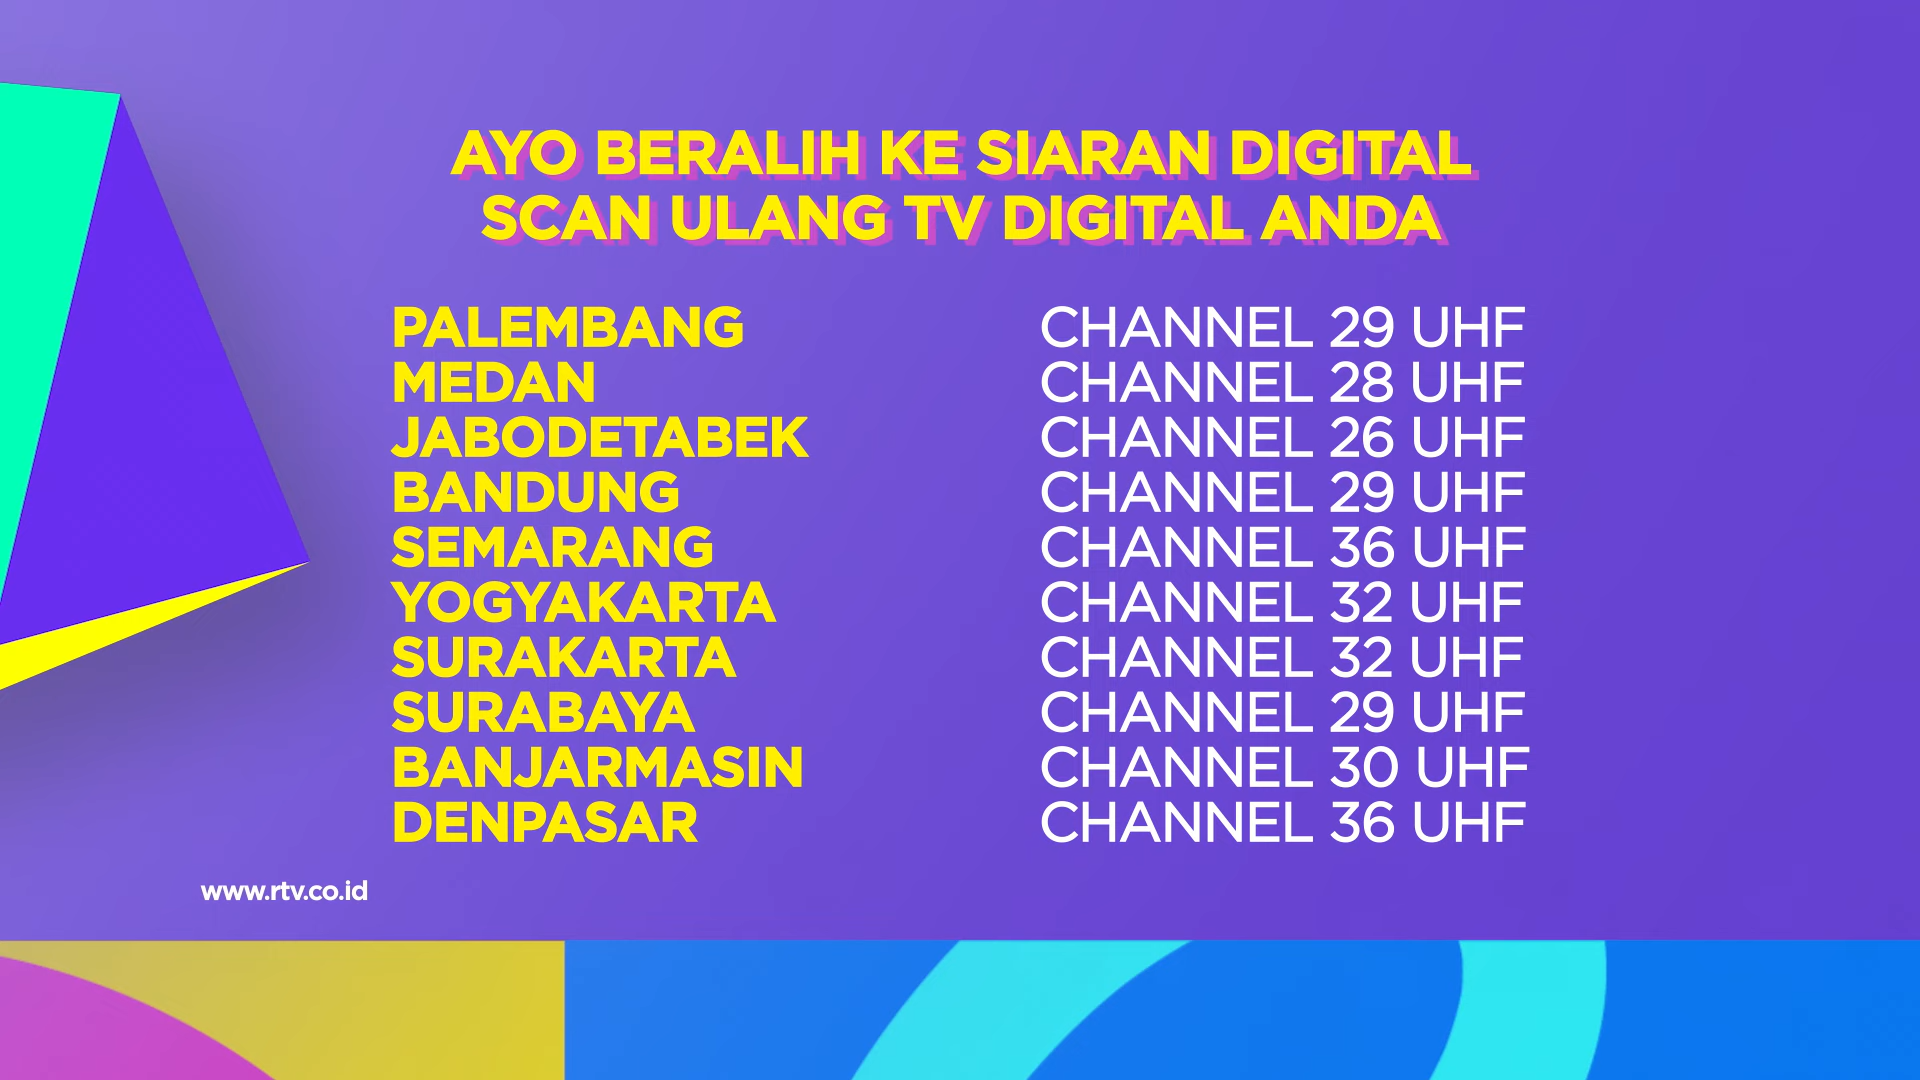 AYO BERALIH KE SIARAN DIGITAL
SCAN ULANG TV DIGITAL ANDA
PALEMBANG CHANNEL 29 UHF
MEDAN CHANNEL 28 UHF
JABODETABEK CHANNEL 26 UHF
BANDUNG CHANNEL 29 UHF
SEMARANG CHANNEL 36 UHF
YOGYAKARTA CHANNEL 32 UHF
SURAKARTA CHANNEL 32 UHF
SURABAYA CHANNEL 29 UHF
BANJARMASIN CHANNEL 30 UHF
DENPASAR CHANNEL 36 UHF
www.rtv.co.id